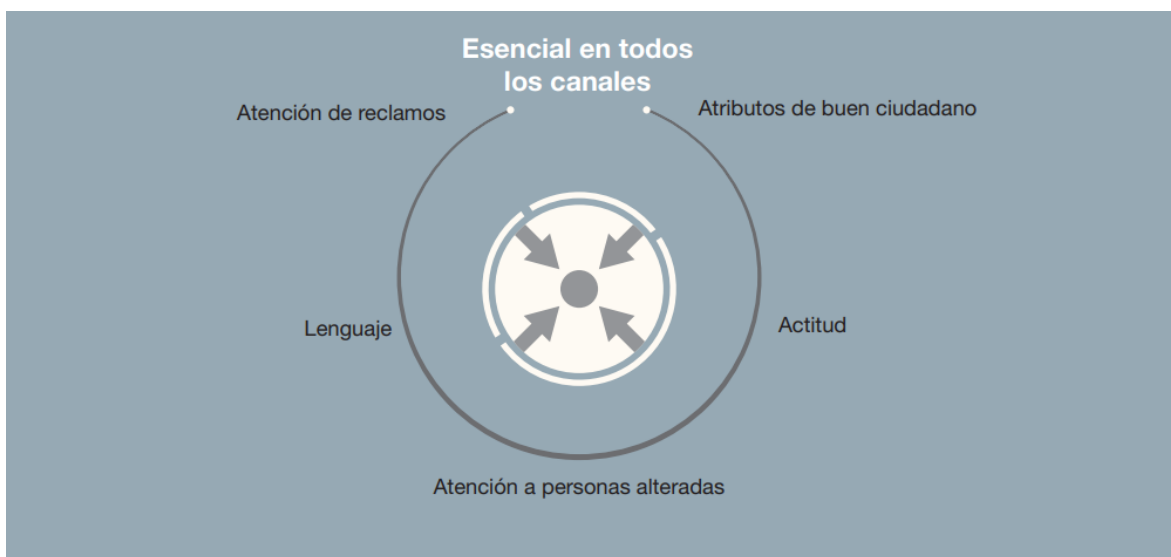 Esencial en todos
los canales
Atención de reclamos
Atributos de buen ciudadano
Lenguaje
Actitud
Atención a personas alteradas